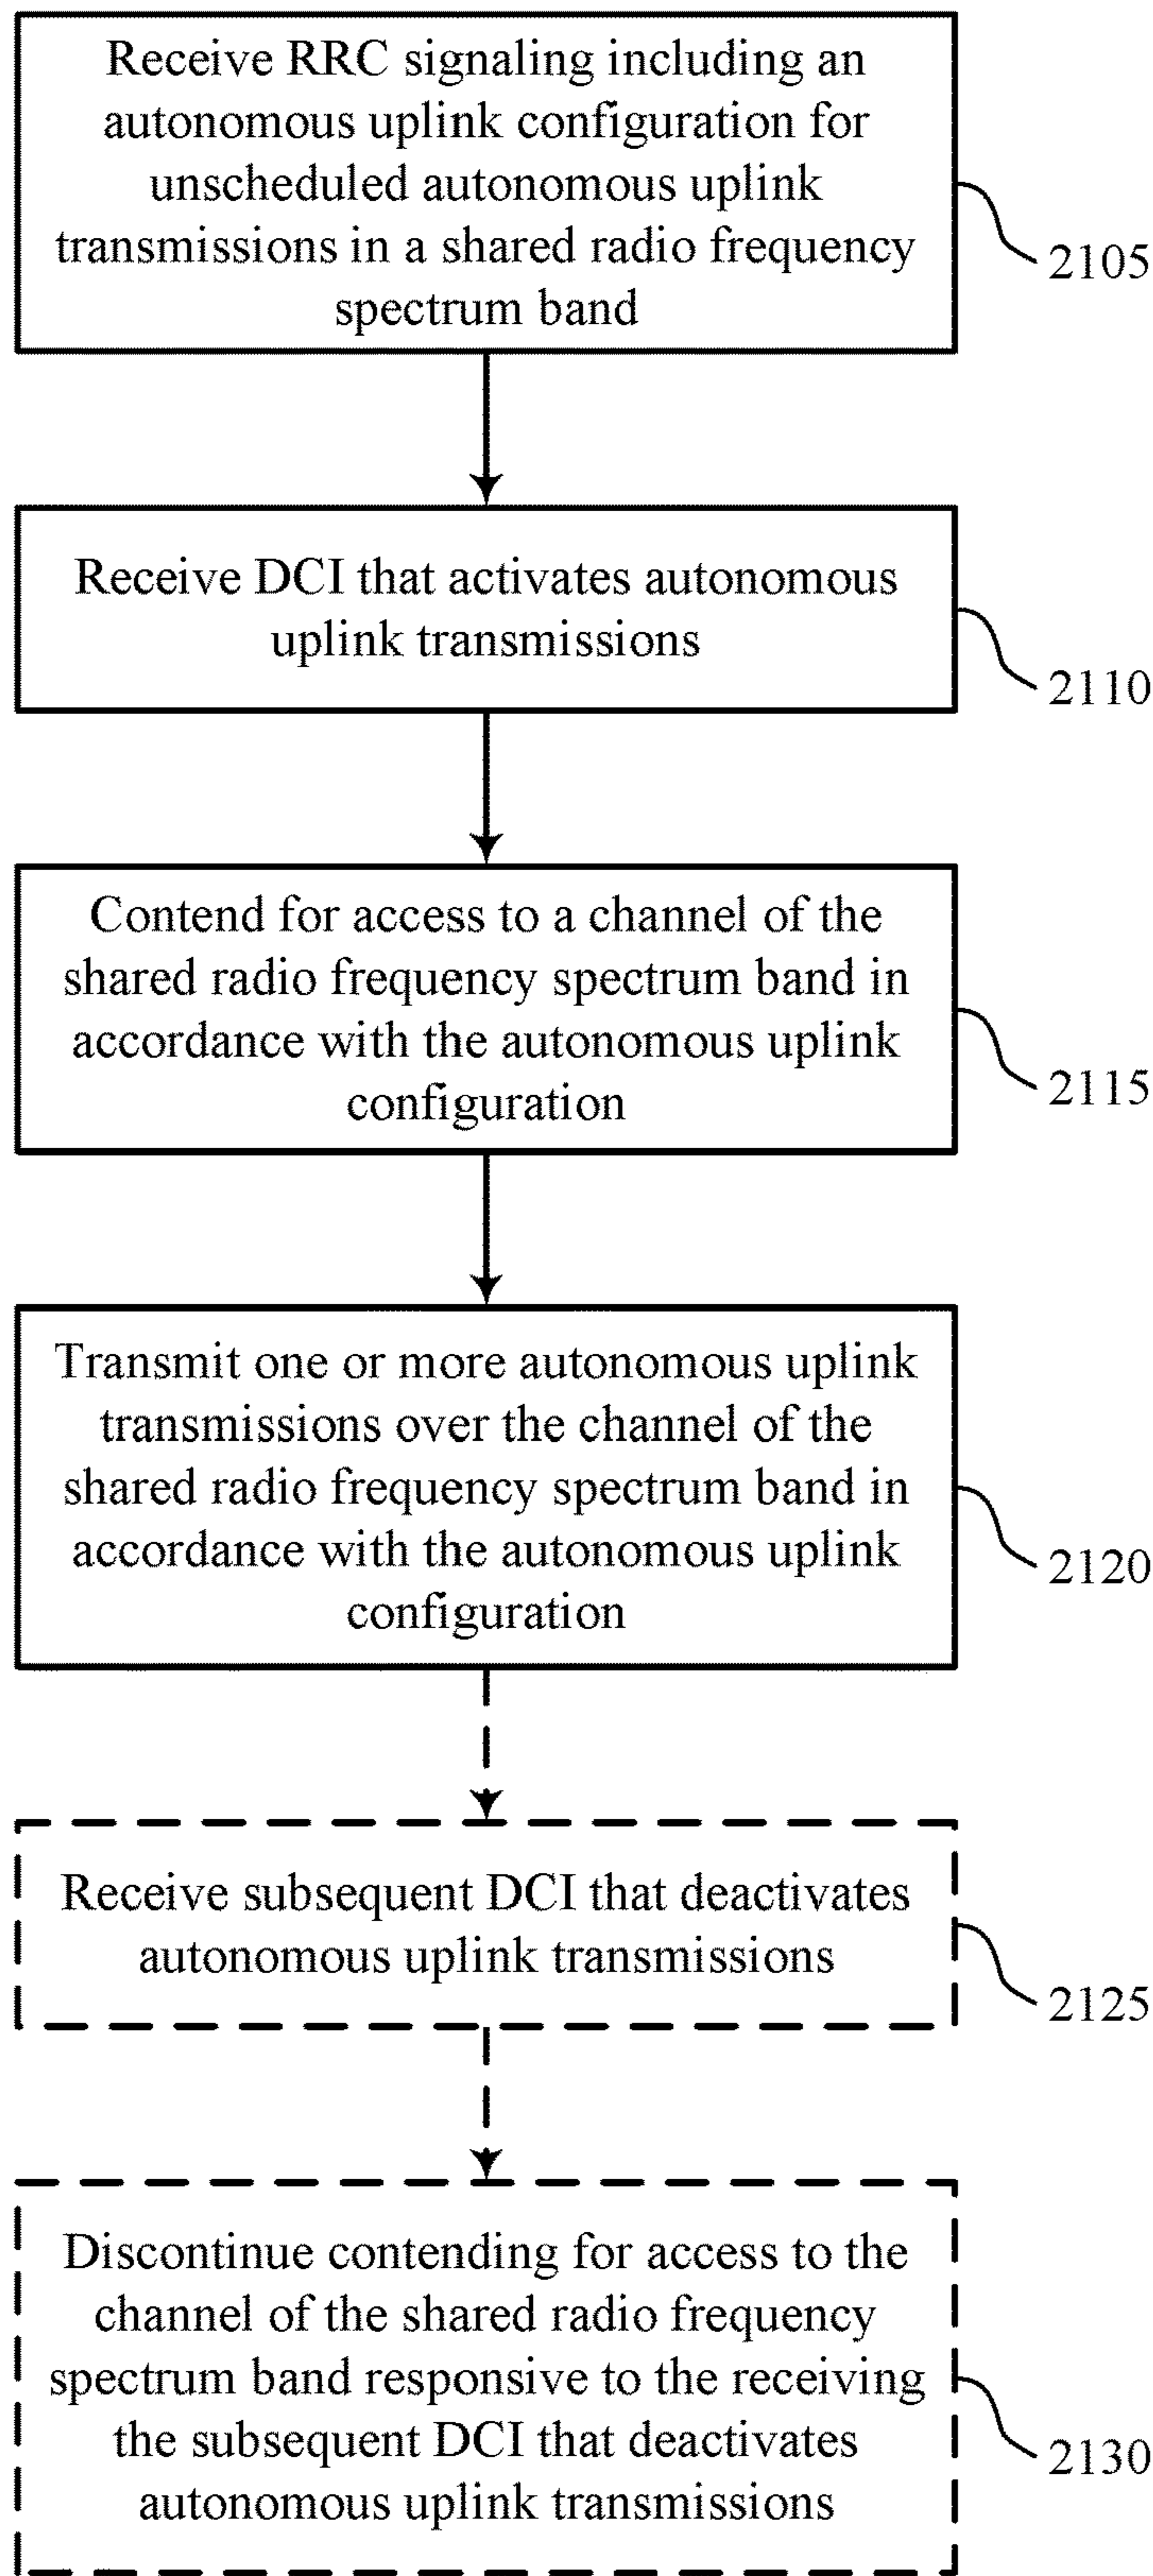 Receive RRC signaling including an
autonomous uplink configuration for
unscheduled autonomous uplink
transmissions in a shared radio frequency
spectrum band
2105
Receive DCI that activates autonomous
uplink transmissions
2110
Contend for access to a channel of the
shared radio frequency spectrum band in
accordance with the autonomous uplink
configuration
2115
Transmit one or more autonomous uplink
transmissions over the channel of the
shared radio frequency spectrum band in
accordance with the autonomous uplink
configuration
2120
Receive subsequent DCI that deactivates
autonomous uplink transmissions
2125
Discontinue contending for access to the
channel of the shared radio frequency
spectrum band responsive to the receiving
the subsequent DCI that deactivates
autonomous uplink transmissions
2130